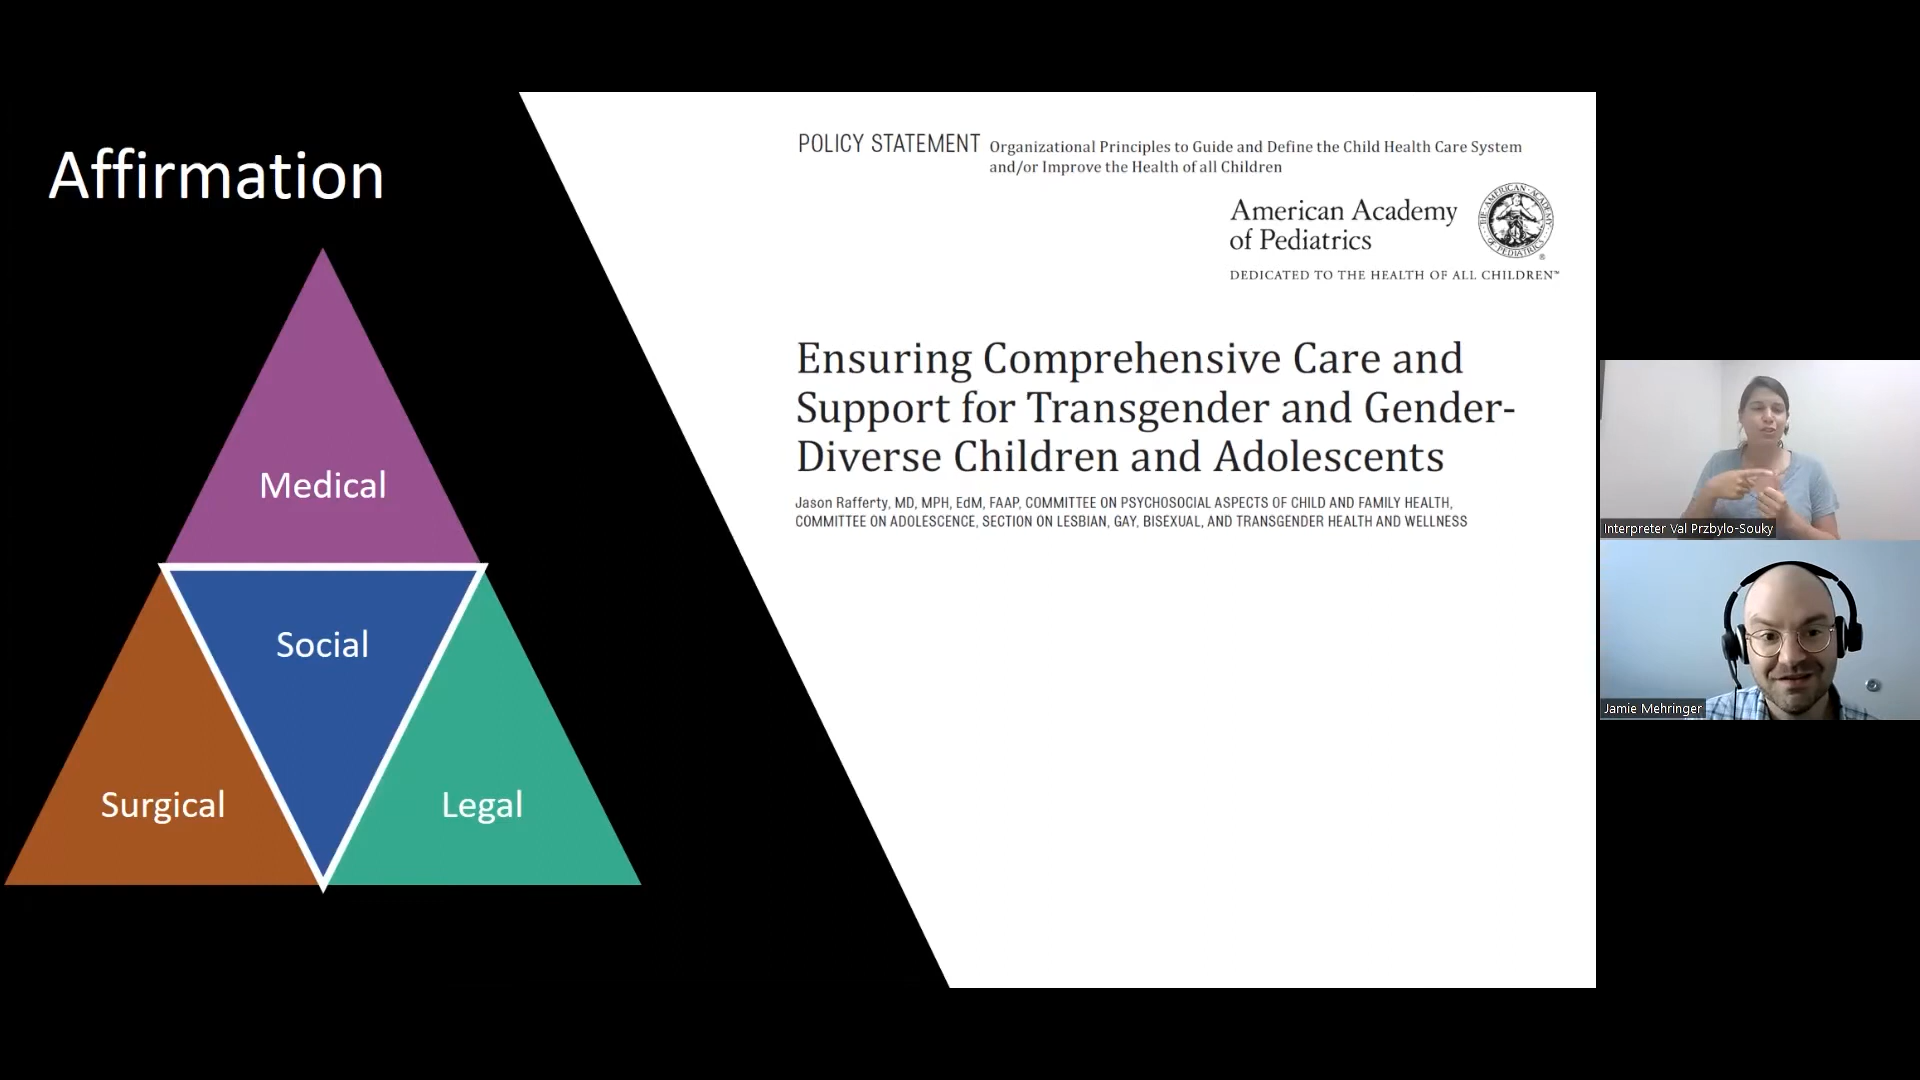 Affirmation
Medical
Social
Surgical
Legal
POLICY STATEMENT Organizational Principles to Guide and Define the Child Health Care System
and/or Improve the Health of all Children
American Academy
of Pediatrics
DEDICATED TO THE HEALTH OF ALL CHILDREN™
Ensuring Comprehensive Care and
Support for Transgender and Gender-
Diverse Children and Adolescents
Jason Rafferty, MD, MPH, EdM, FAAP, COMMITTEE ON PSYCHOSOCIAL ASPECTS OF CHILD AND FAMILY HEALTH,
COMMITTEE ON ADOLESCENCE, SECTION ON LESBIAN, GAY, BISEXUAL, AND TRANSGENDER HEALTH AND WELLNESS
Interpreter Val Przbylo-Souky
Jamie Mehringer